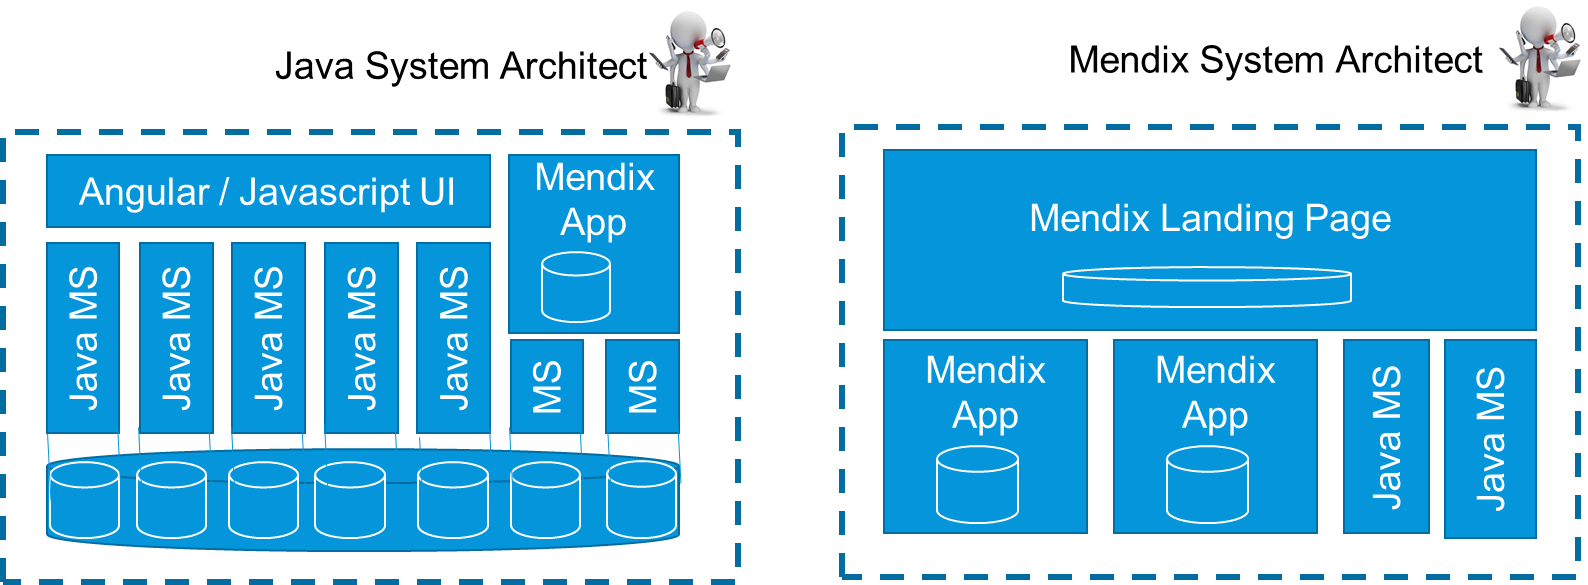 Java System Architect
Angular / Javascript UI
Mendix
App
Java MS
Java MS
Java MS
Java MS
Java MS
MS
MS
Mendix System Architect
Mendix Landing Page
Mendix
App
Mendix
App
Java MS
Java MS